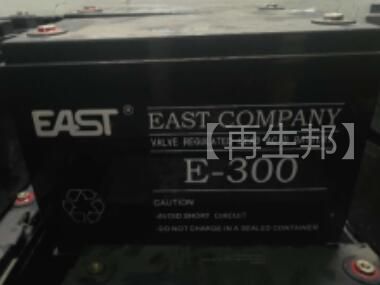 EAST®
EAST COMPANY
VALVE REGULATED
【再生邦】
E-300
CAUTION
-AVOID SHORT CIRCUIT
-DO NOT CHARGE IN A SEALED CONTAINER